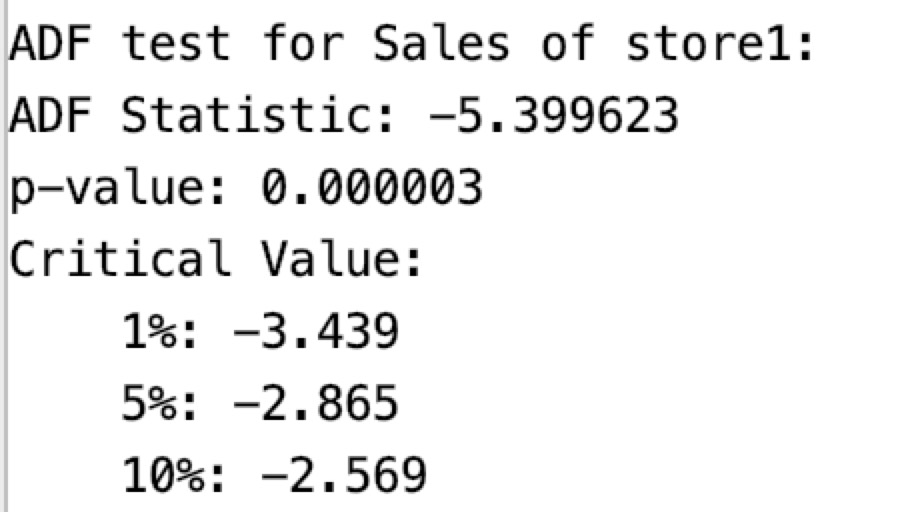 ADF test for Sales of store1:
ADF Statistic: -5.399623
p-value: 0.000003
Critical Value:
1%: -3.439
5%: -2.865
10%: -2.569